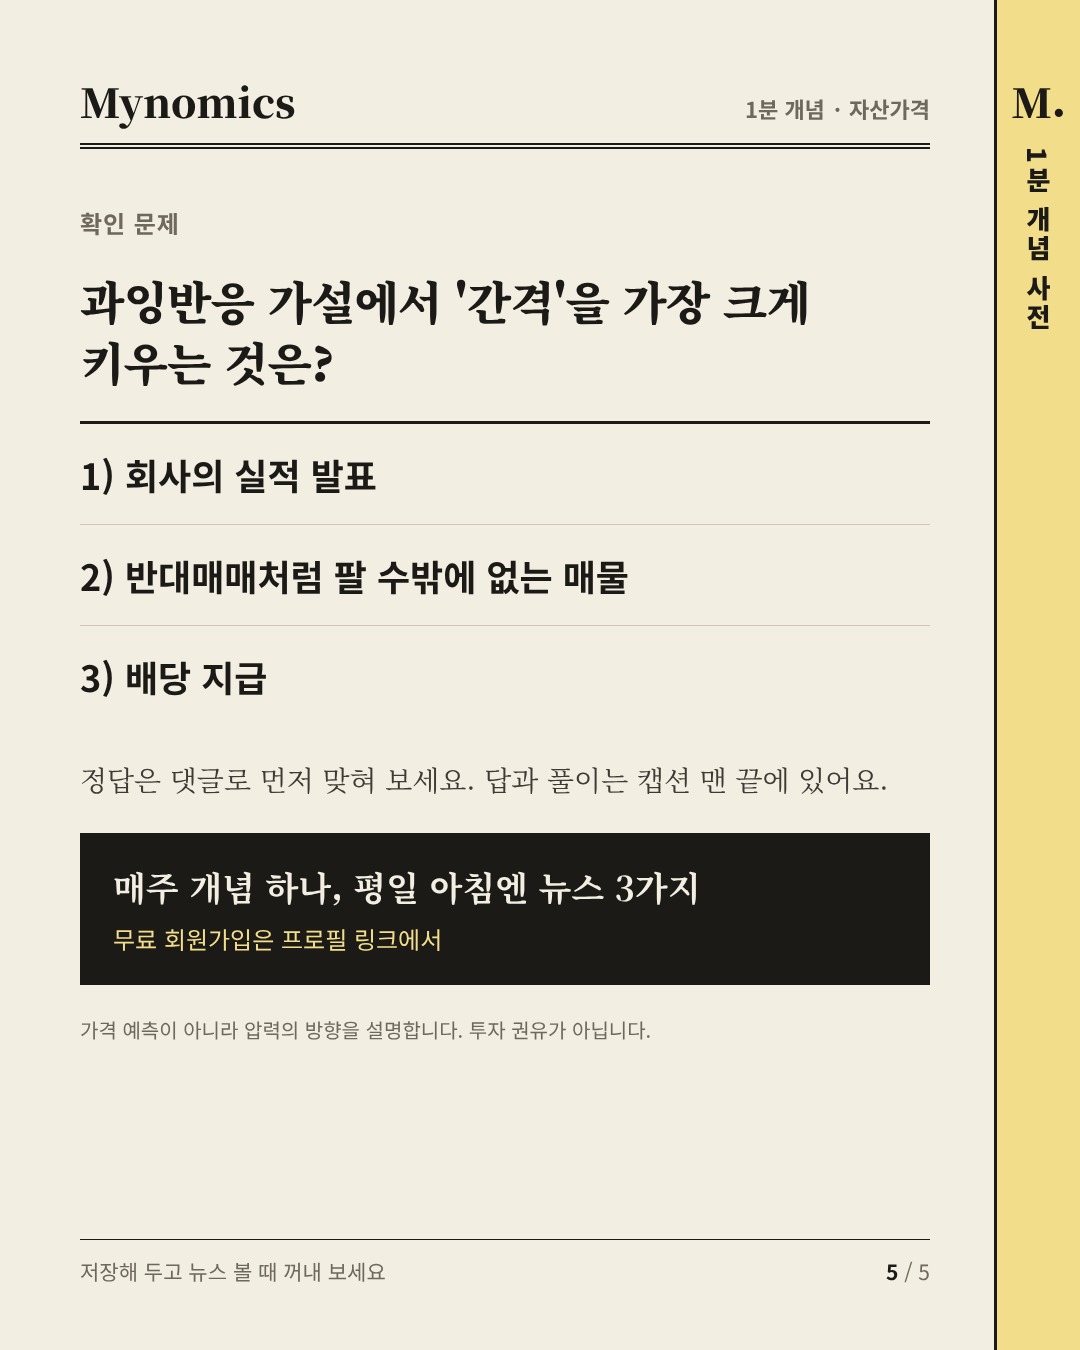 Mynomics
1분 개념 · 자산가격
확인 문제
과잉반응 가설에서 '간격'을 가장 크게
키우는 것은?
1) 회사의 실적 발표
2) 반대매매처럼 팔 수밖에 없는 매물
3) 배당 지급
정답은 댓글로 먼저 맞혀 보세요. 답과 풀이는 캡션 맨 끝에 있어요.
매주 개념 하나, 평일 아침엔 뉴스 3가지
무료 회원가입은 프로필 링크에서
가격 예측이 아니라 압력의 방향을 설명합니다. 투자 권유가 아닙니다.
저장해 두고 뉴스 볼 때 꺼내 보세요
5 / 5
M.
1분 개념 사전